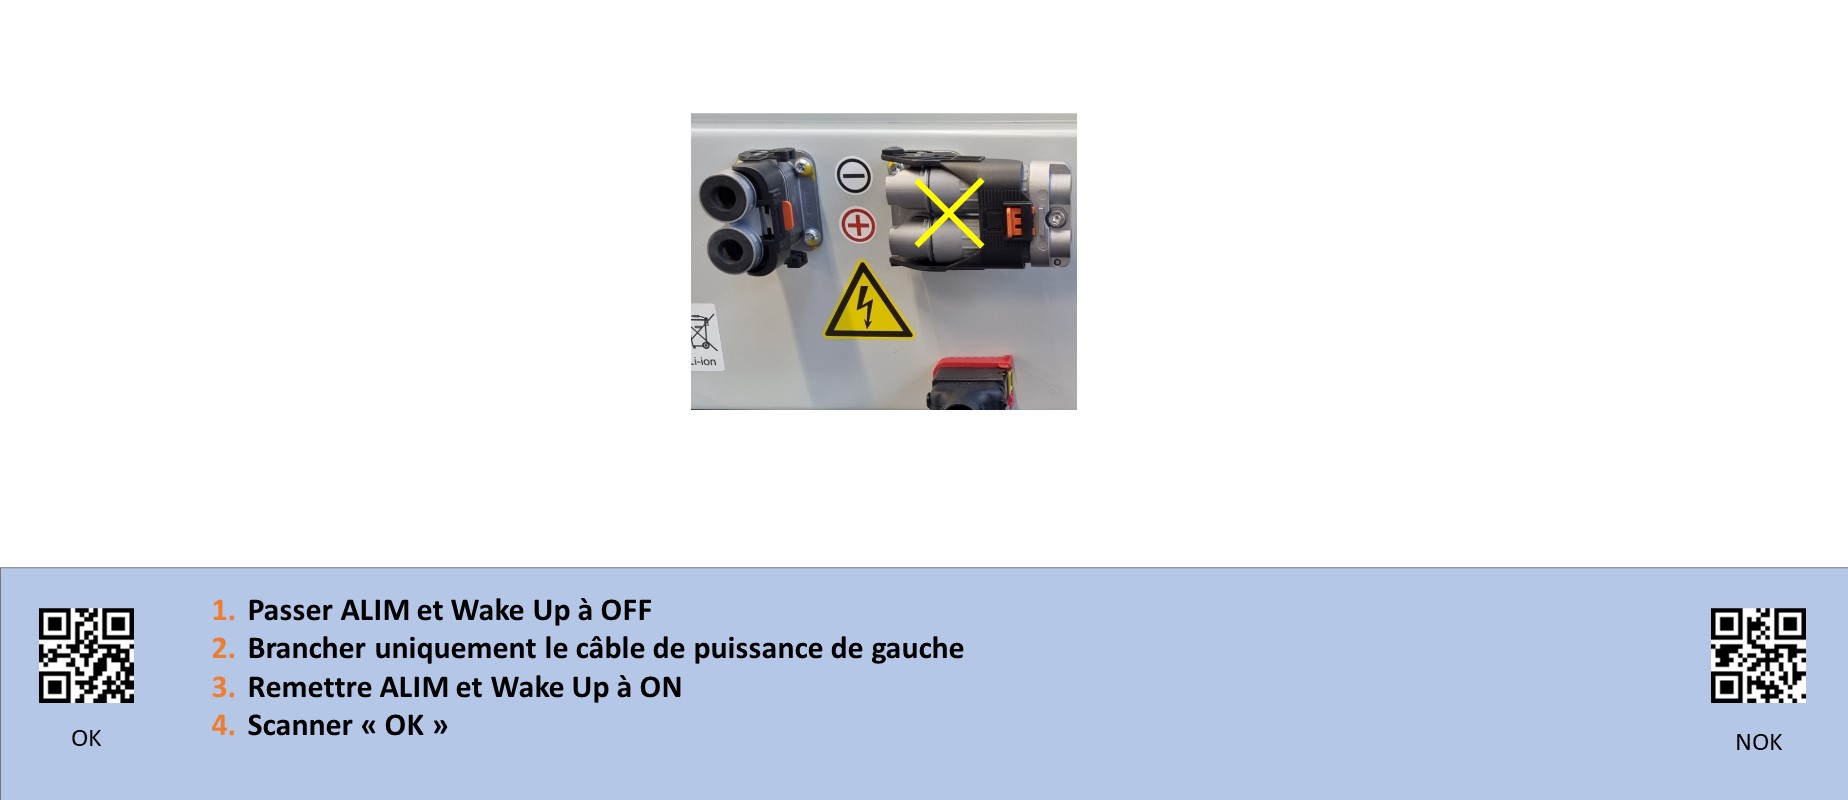 Li-ion
1. Passer ALIM et Wake Up à OFF
2. Brancher uniquement le câble de puissance de gauche
3. Remettre ALIM et Wake Up à ON
4. Scanner « OK »
OK
NOK